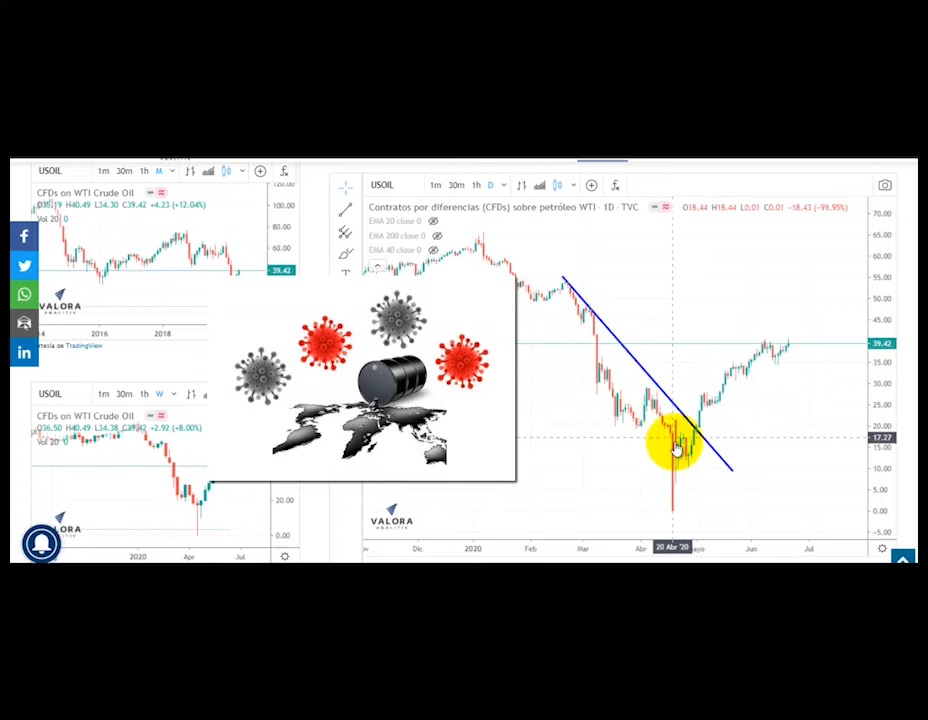 USOIL 1m 30m 1h M
CFDs on WTI Crude Oil
H40.49 L34.30 C39.42 +4.23 (+12.04%)
Vol 20 0
120.00
100.00
80.00
60.00
39.42
VALORA
ANALITIK
2016 2018
TradingView
USOIL 1m 30m 1h W
CFDs on WTI Crude Oil
O36.50 H40.49 L34.38 C39.42 +2.92 (+8.00%)
Vol 20 0
20.00
0.00
2020 Apr Jul
USOIL 1m 30m 1h D
Contratos por diferencias (CFDs) sobre petróleo WTI · 1D · TVC
O18.44 H18.44 L0.01 C0.01 −18.43 (−99.95%)
EMA 20 close 0
EMA 200 close 0
EMA 40 close 0
70.00
65.00
60.00
55.00
50.00
45.00
39.42
35.00
30.00
25.00
20.00
17.27
10.00
5.00
0.00
−5.00
VALORA
ANALITIK
Dic 2020 Feb Mar Abr 20 Abr '20 Jun Jul